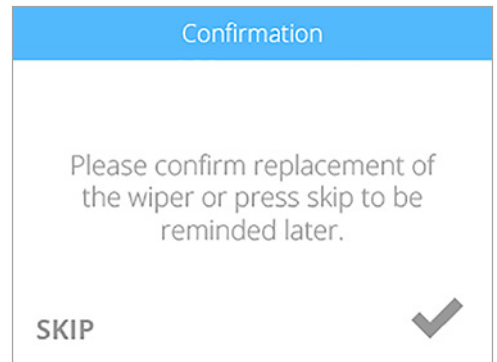 Confirmation
Please confirm replacement of
the wiper or press skip to be
reminded later.
SKIP